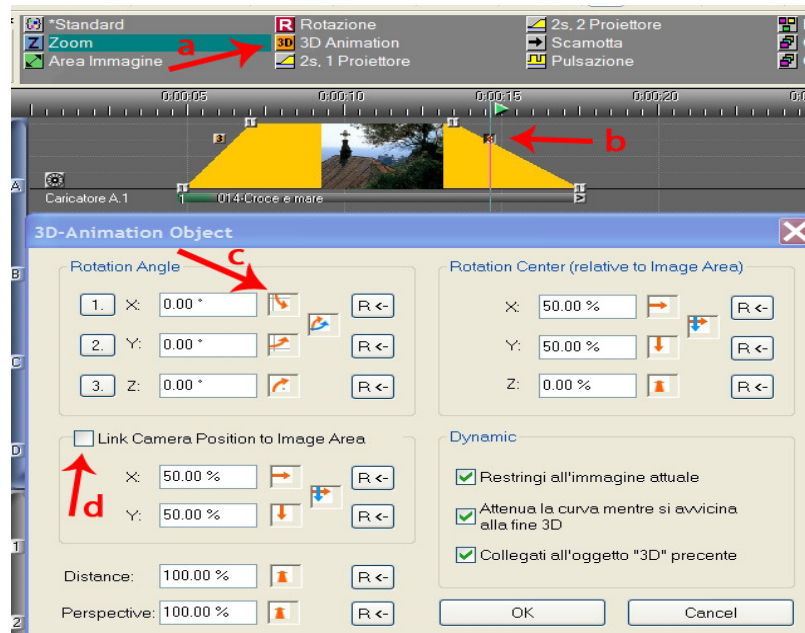 *Standard
R Rotazione
2s, 2 Proiettore
Z Zoom
a
3D 3D Animation
Scamotta
Area Immagine
2s, 1 Proiettore
Pulsazione
0:00:05 0:00:10 0:00:15 0:00:20
3
b
A
Caricatore A.1
1 014-Croce e mare
3D-Animation Object
c
B
Rotation Angle
Rotation Center (relative to Image Area)
1. X: 0.00 ° R <-
X: 50.00 % R <-
2. Y: 0.00 ° R <-
Y: 50.00 % R <-
C
3. Z: 0.00 ° R <-
Z: 0.00 % R <-
Link Camera Position to Image Area
Dynamic
D
d
X: 50.00 % R <-
Restringi all'immagine attuale
Y: 50.00 % R <-
Attenua la curva mentre si avvicina
alla fine 3D
1
Collegati all'oggetto "3D" precente
Distance: 100.00 % R <-
2
Perspective: 100.00 % R <-
OK
Cancel